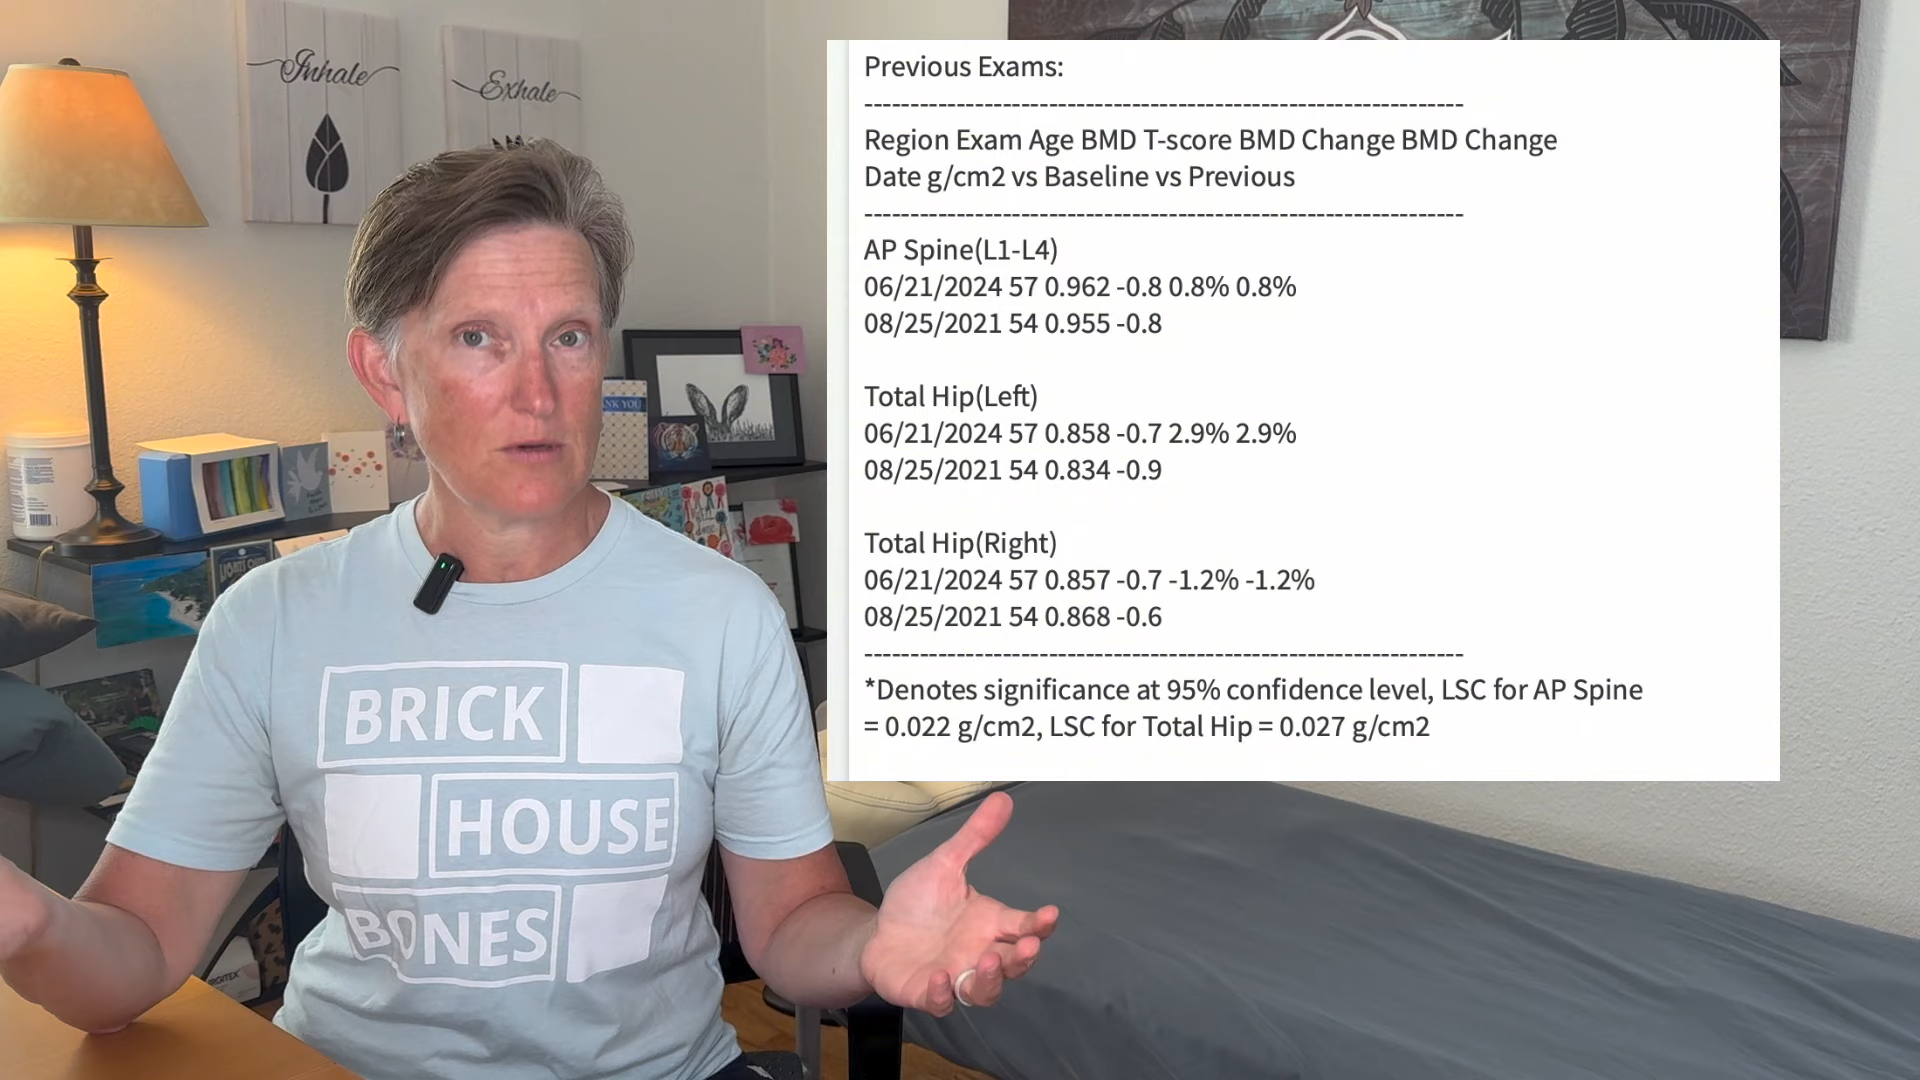 Inhale
Exhale
ANK YOU
LIGHTS OUT
BRICK
HOUSE
BONES
Previous Exams:
-----------------------------------------------------------------
Region Exam Age BMD T-score BMD Change BMD Change
Date g/cm2 vs Baseline vs Previous
-----------------------------------------------------------------
AP Spine(L1-L4)
06/21/2024 57 0.962 -0.8 0.8% 0.8%
08/25/2021 54 0.955 -0.8
Total Hip(Left)
06/21/2024 57 0.858 -0.7 2.9% 2.9%
08/25/2021 54 0.834 -0.9
Total Hip(Right)
06/21/2024 57 0.857 -0.7 -1.2% -1.2%
08/25/2021 54 0.868 -0.6
-----------------------------------------------------------------
*Denotes significance at 95% confidence level, LSC for AP Spine
= 0.022 g/cm2, LSC for Total Hip = 0.027 g/cm2